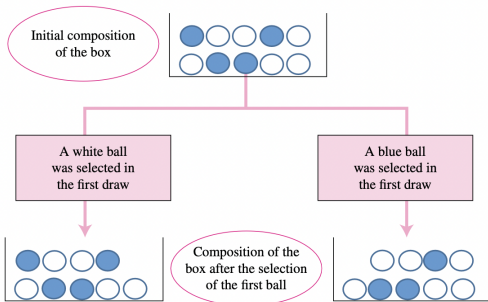 Initial composition
of the box
A white ball
was selected in
the first draw
A blue ball
was selected in
the first draw
Composition of the
box after the selection
of the first ball